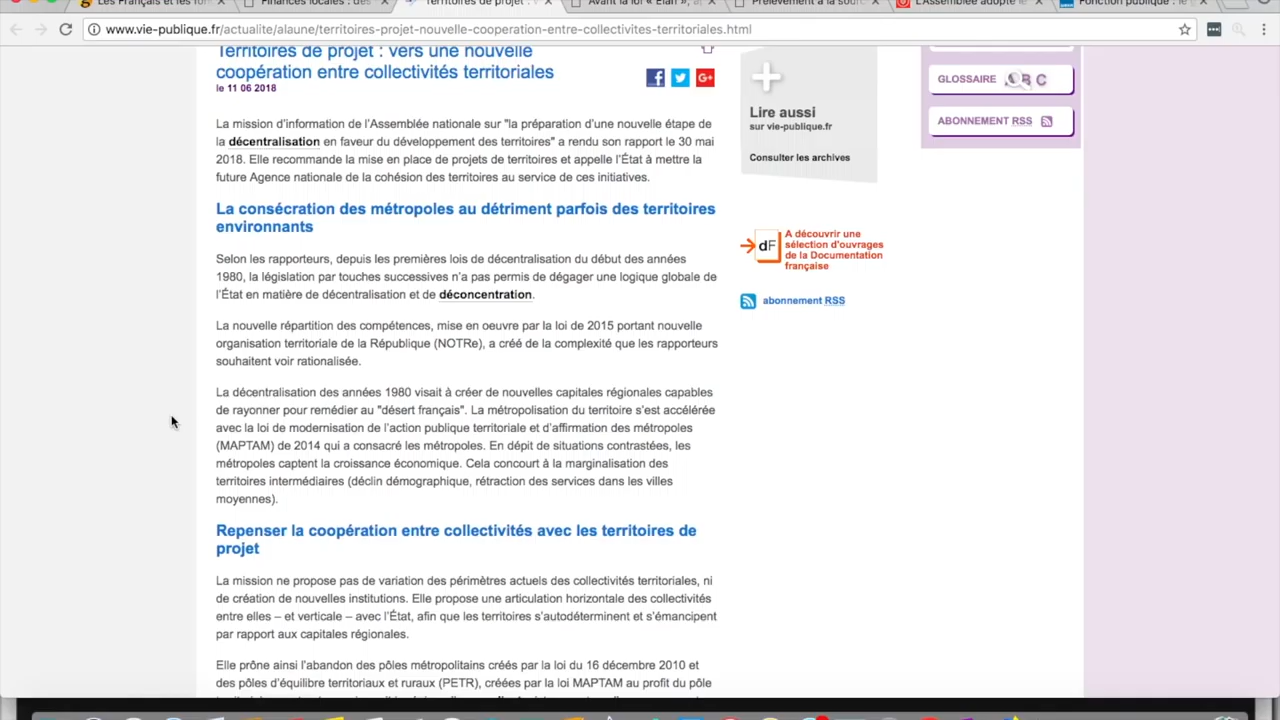 Les Français et les
Finances locales : des
Territoires de projet :
Avant la loi « Élan »,
Prélèvement à la sour
L'Assemblée adopte le
Fonction publique : le
www.vie-publique.fr/actualite/alaune/territoires-projet-nouvelle-cooperation-entre-collectivites-territoriales.html
Territoires de projet : vers une nouvelle
coopération entre collectivités territoriales
le 11 06 2018
La mission d'information de l'Assemblée nationale sur "la préparation d'une nouvelle étape de
la décentralisation en faveur du développement des territoires" a rendu son rapport le 30 mai
2018. Elle recommande la mise en place de projets de territoires et appelle l'État à mettre la
future Agence nationale de la cohésion des territoires au service de ces initiatives.
La consécration des métropoles au détriment parfois des territoires
environnants
Selon les rapporteurs, depuis les premières lois de décentralisation du début des années
1980, la législation par touches successives n'a pas permis de dégager une logique globale de
l'État en matière de décentralisation et de déconcentration.
La nouvelle répartition des compétences, mise en oeuvre par la loi de 2015 portant nouvelle
organisation territoriale de la République (NOTRe), a créé de la complexité que les rapporteurs
souhaitent voir rationalisée.
La décentralisation des années 1980 visait à créer de nouvelles capitales régionales capables
de rayonner pour remédier au "désert français". La métropolisation du territoire s'est accélérée
avec la loi de modernisation de l'action publique territoriale et d'affirmation des métropoles
(MAPTAM) de 2014 qui a consacré les métropoles. En dépit de situations contrastées, les
métropoles captent la croissance économique. Cela concourt à la marginalisation des
territoires intermédiaires (déclin démographique, rétraction des services dans les villes
moyennes).
Repenser la coopération entre collectivités avec les territoires de
projet
La mission ne propose pas de variation des périmètres actuels des collectivités territoriales, ni
de création de nouvelles institutions. Elle propose une articulation horizontale des collectivités
entre elles – et verticale – avec l'État, afin que les territoires s'autodéterminent et s'émancipent
par rapport aux capitales régionales.
Elle prône ainsi l'abandon des pôles métropolitains créés par la loi du 16 décembre 2010 et
des pôles d'équilibre territoriaux et ruraux (PETR), créées par la loi MAPTAM au profit du pôle
f
G+
Lire aussi
sur vie-publique.fr
Consulter les archives
dF
A découvrir une
sélection d'ouvrages
de la Documentation
française
abonnement RSS
GLOSSAIRE A B C
ABONNEMENT RSS